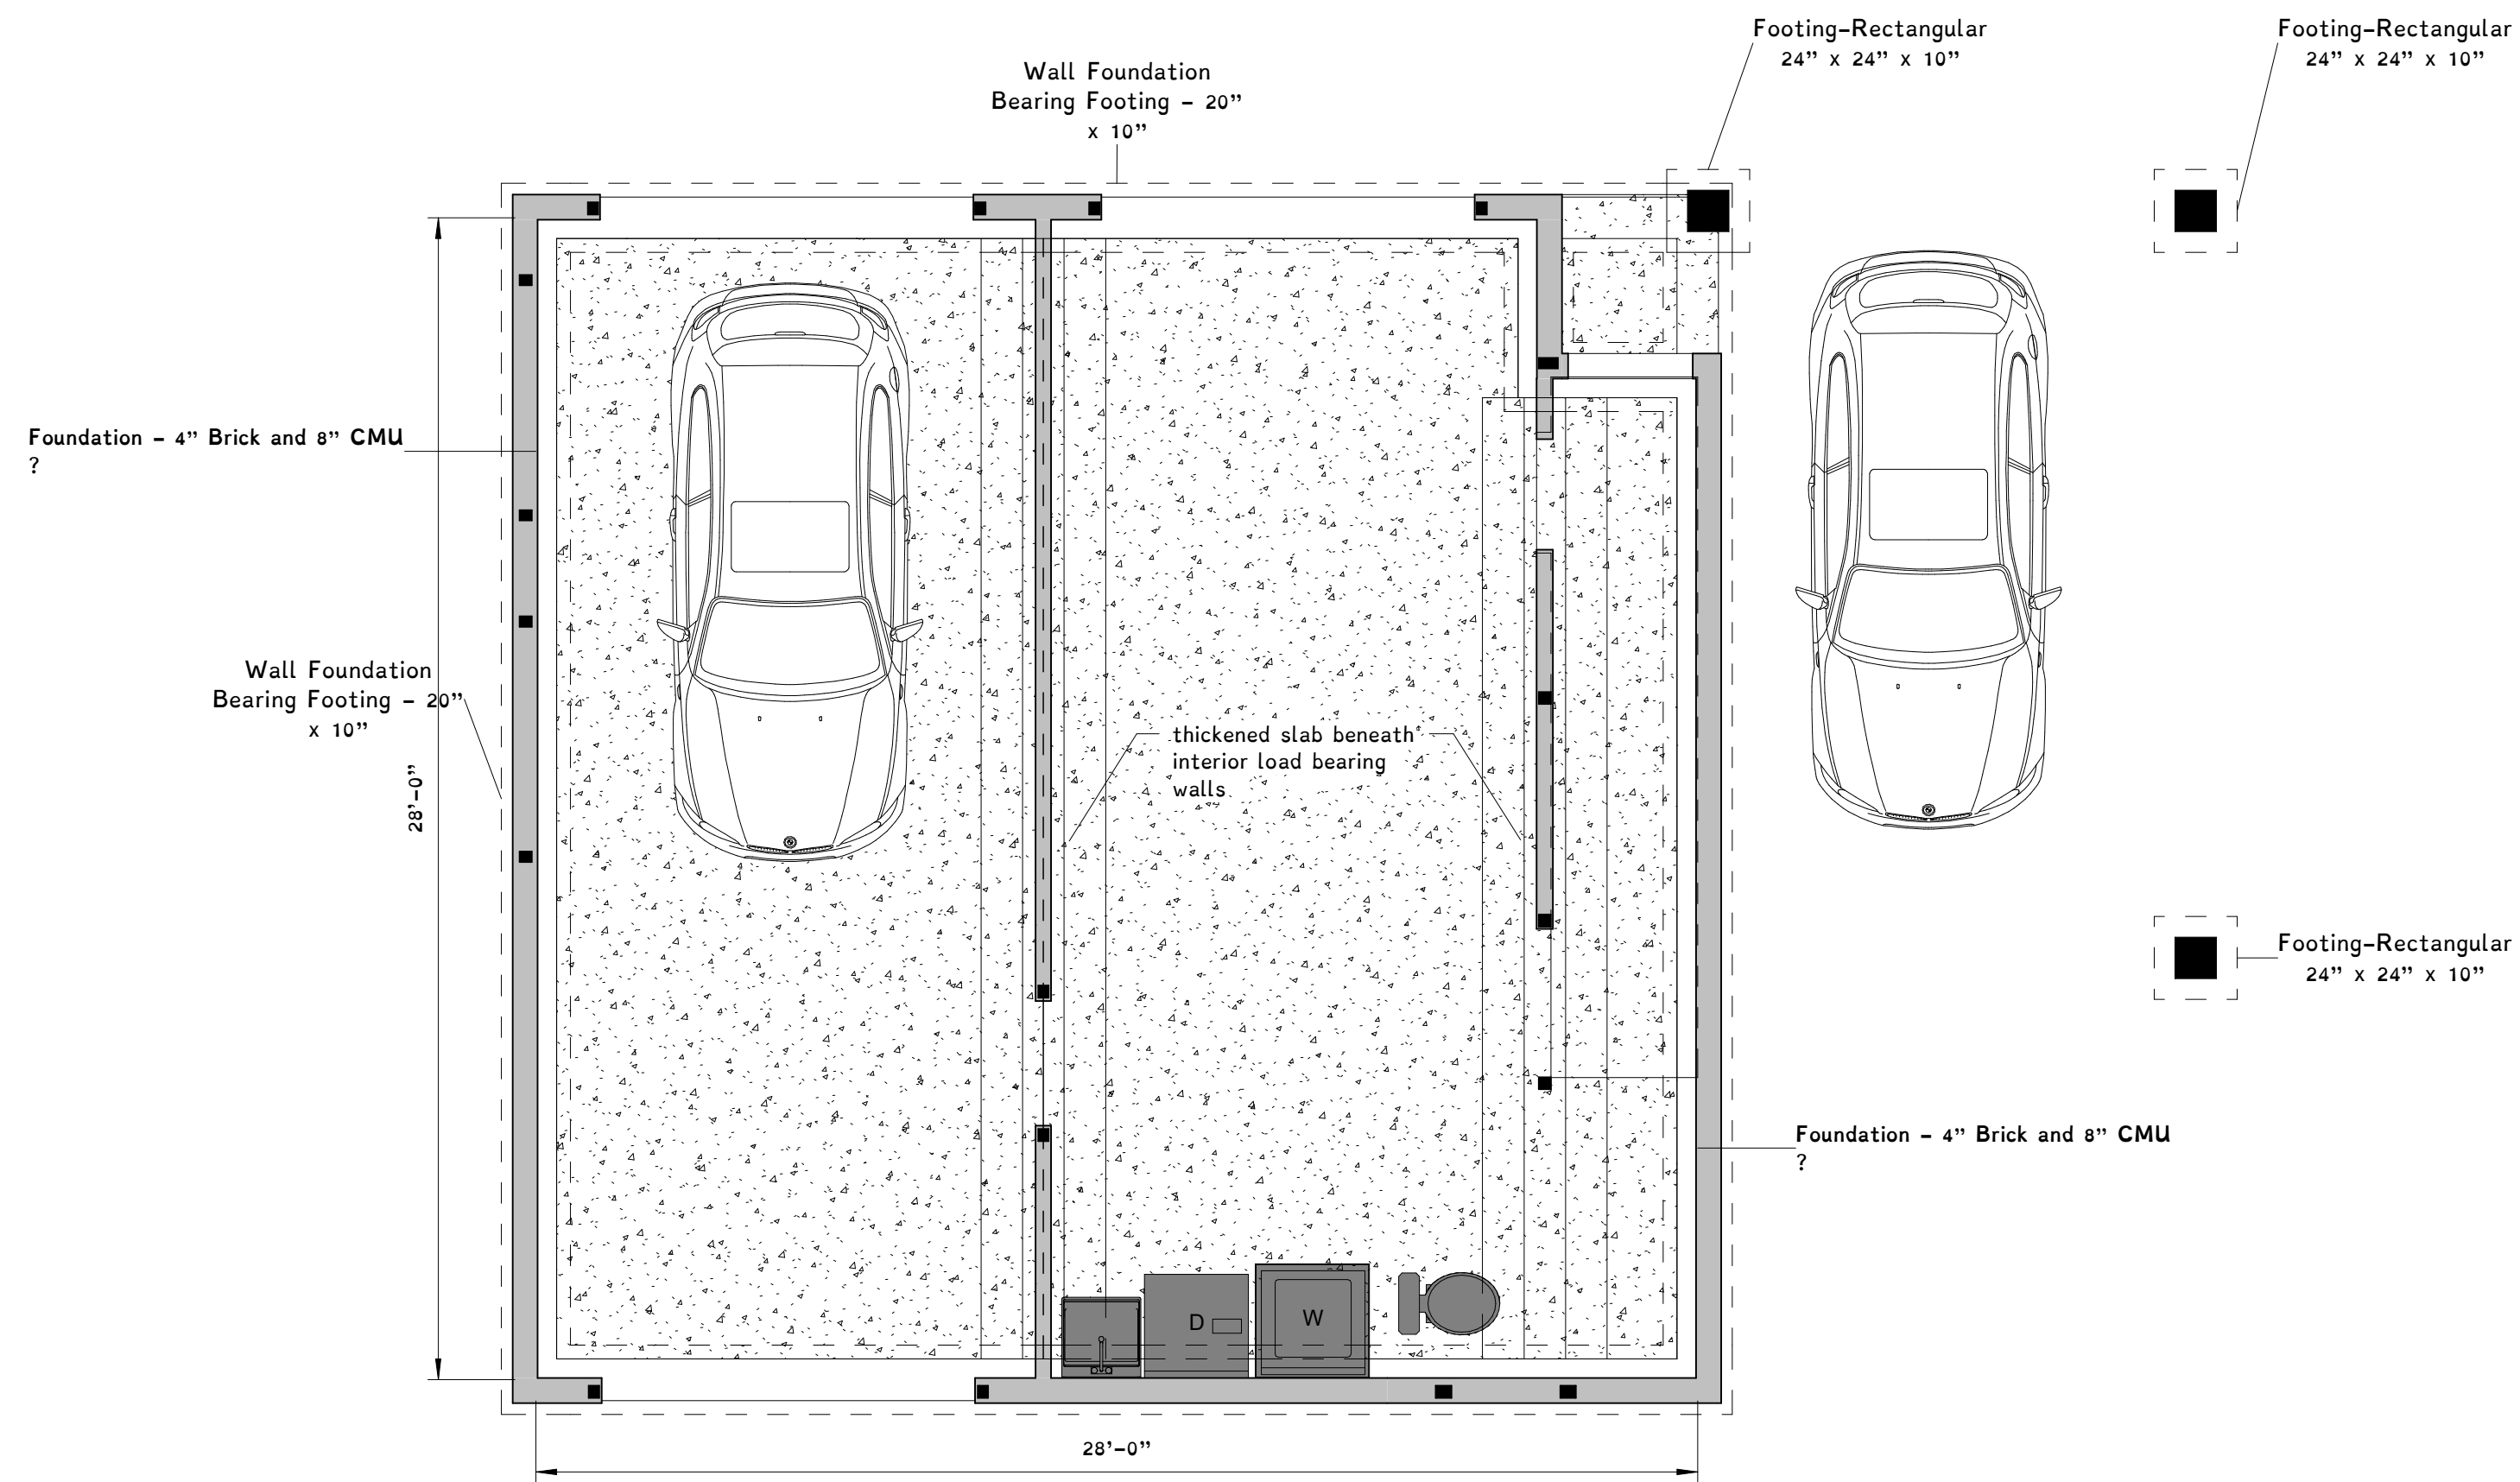 Footing-Rectangular
24" x 24" x 10"
Footing-Rectangular
24" x 24" x 10"
Wall Foundation
Bearing Footing - 20"
x 10"
Foundation - 4" Brick and 8" CMU
?
Wall Foundation
Bearing Footing - 20"
x 10"
28'-0"
thickened slab beneath
interior load bearing
walls
Footing-Rectangular
24" x 24" x 10"
Foundation - 4" Brick and 8" CMU
?
D
W
28'-0"